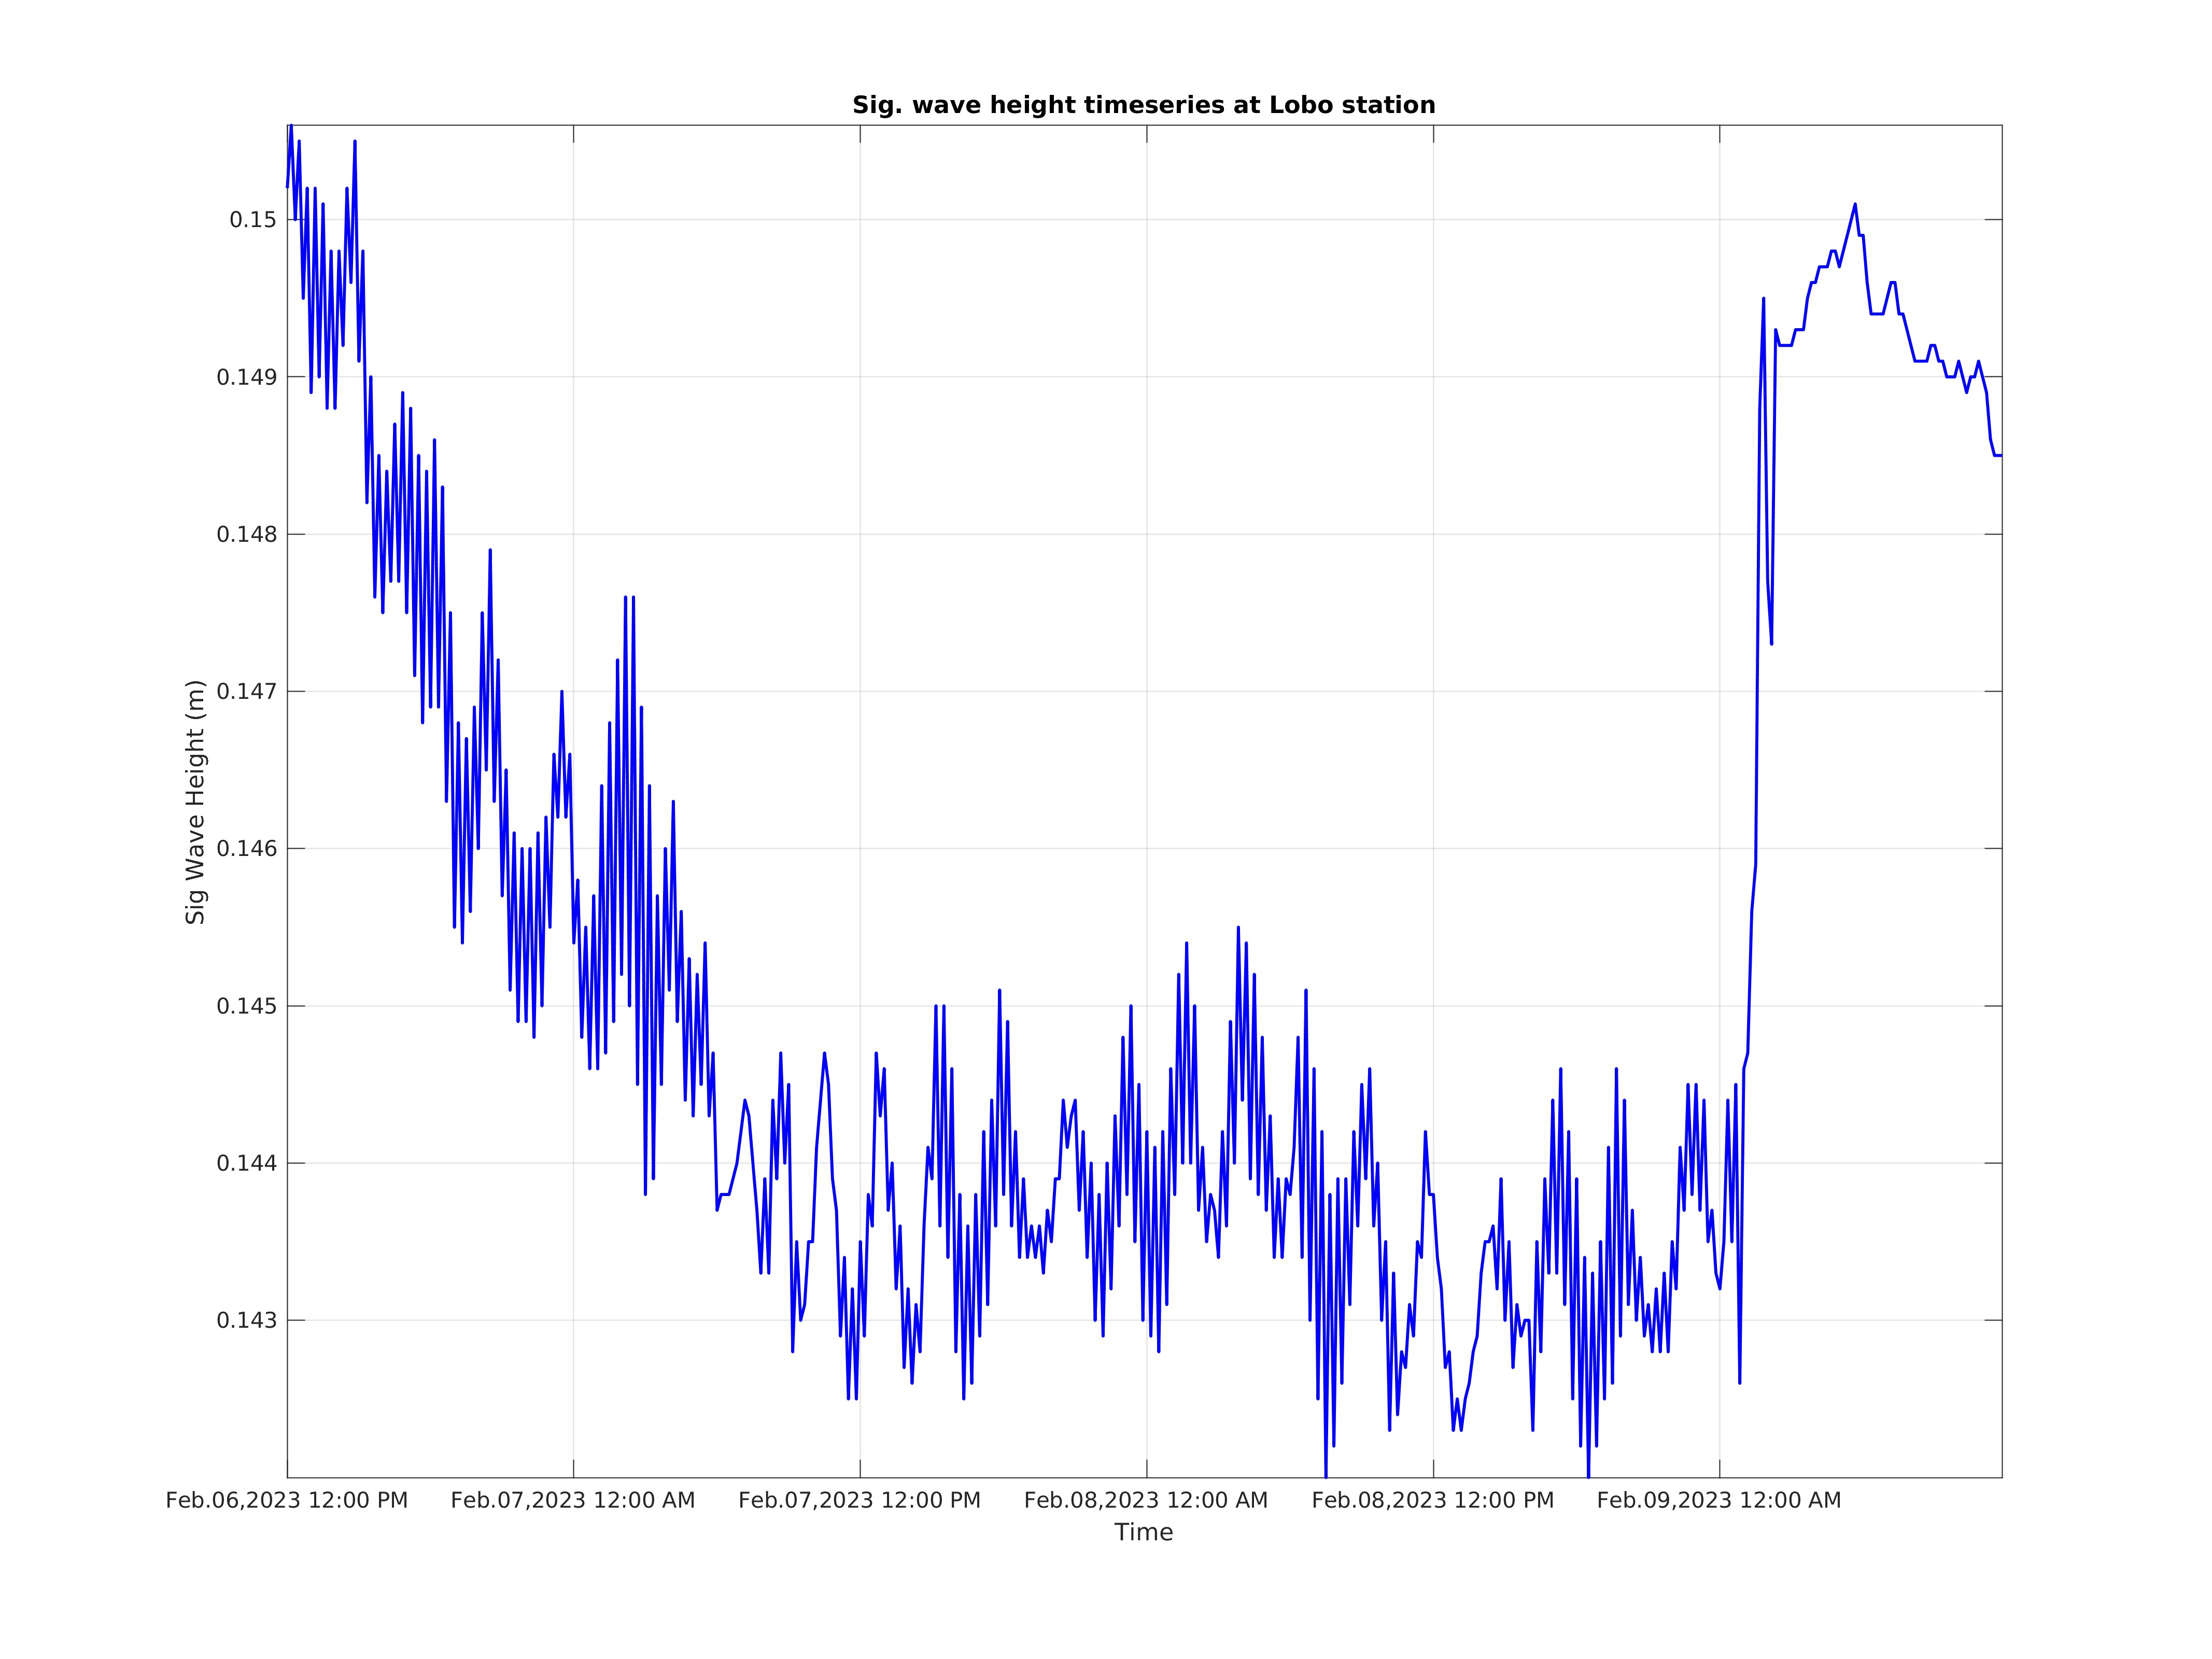 Sig. wave height timeseries at Lobo station
0.15
0.149
0.148
0.147
0.146
0.145
0.144
0.143
Sig Wave Height (m)
Feb.06,2023 12:00 PM
Feb.07,2023 12:00 AM
Feb.07,2023 12:00 PM
Feb.08,2023 12:00 AM
Feb.08,2023 12:00 PM
Feb.09,2023 12:00 AM
Time